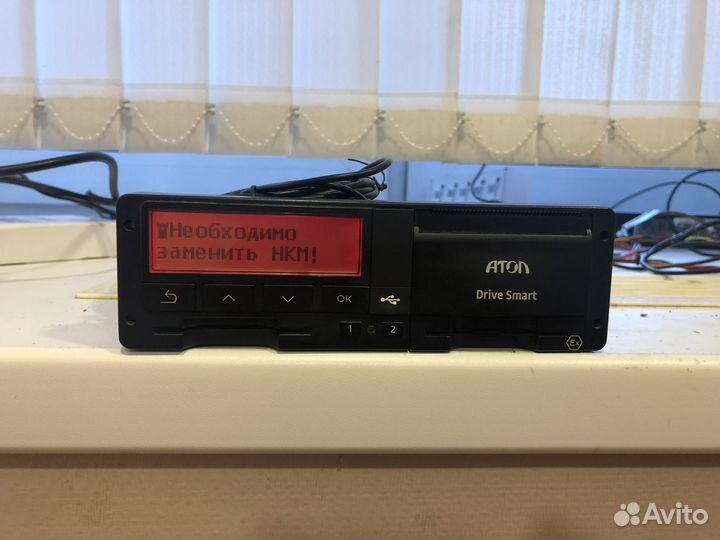 Необходимо
заменить НКМ!
OK
1 2
АТОЛ
Drive Smart
Ex
Avito